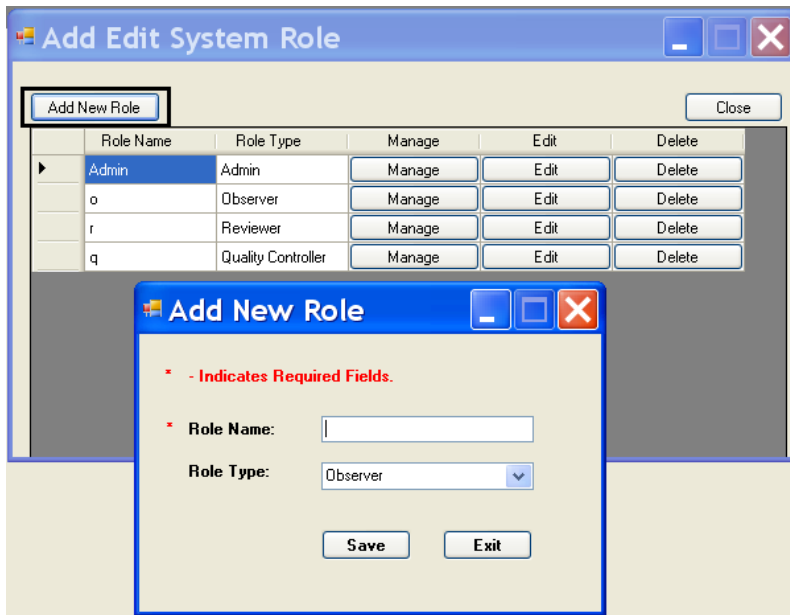 Add Edit System Role
Add New Role Close
Role Name Role Type Manage Edit Delete
Admin Admin Manage Edit Delete
o Observer Manage Edit Delete
r Reviewer Manage Edit Delete
q Quality Controller Manage Edit Delete
Add New Role
* - Indicates Required Fields.
* Role Name:
Role Type: Observer
Save Exit